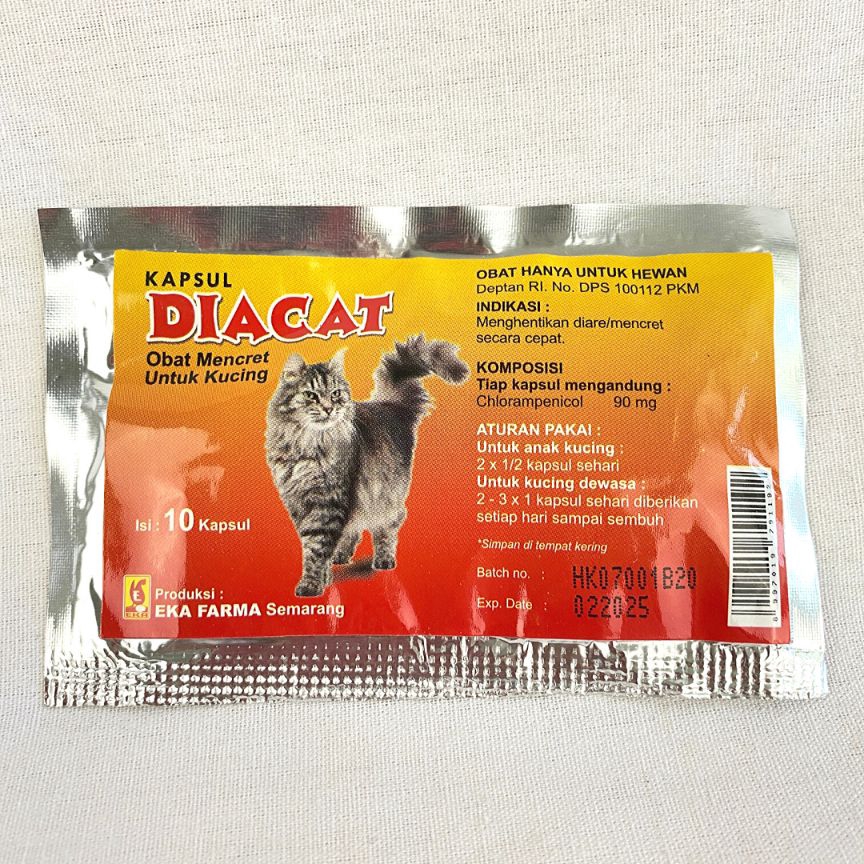 KAPSUL
DIACAT
Obat Mencret
Untuk Kucing
Isi : 10 Kapsul
EKA
Produksi :
EKA FARMA Semarang
OBAT HANYA UNTUK HEWAN
Deptan RI. No. DPS 100112 PKM
INDIKASI :
Menghentikan diare/mencret
secara cepat.
KOMPOSISI
Tiap kapsul mengandung :
Chlorampenicol 90 mg
ATURAN PAKAI :
Untuk anak kucing :
2 x 1/2 kapsul sehari
Untuk kucing dewasa :
2 - 3 x 1 kapsul sehari diberikan
setiap hari sampai sembuh
*Simpan di tempat kering
Batch no. : HK07001B20
Exp. Date : 022025